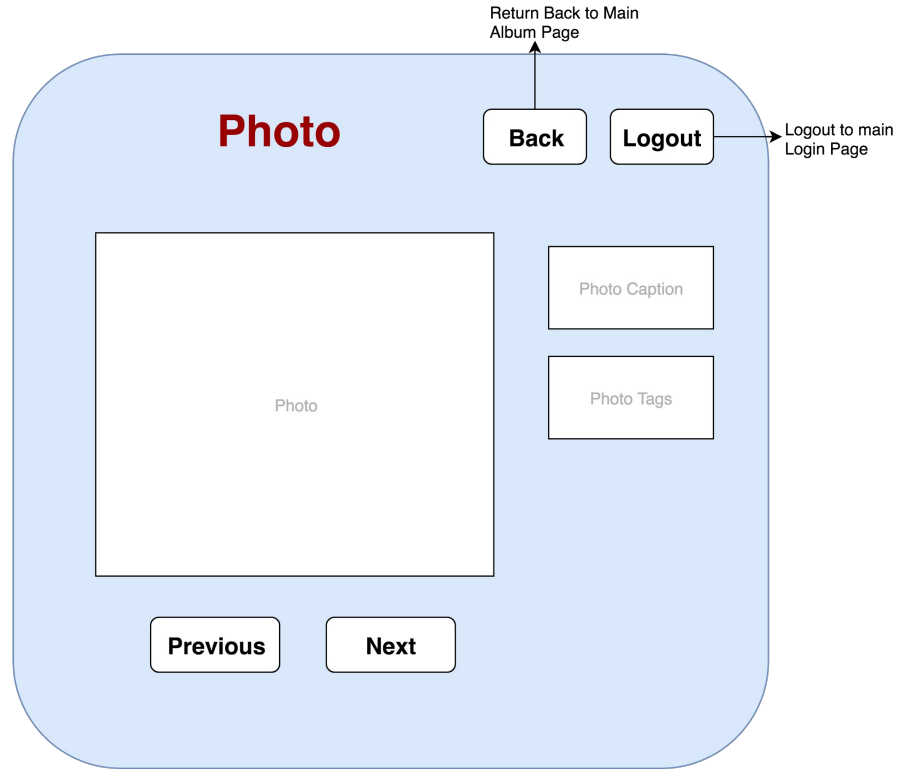 Return Back to Main
Album Page
Photo
Back
Logout
Logout to main
Login Page
Photo Caption
Photo Tags
Photo
Previous
Next